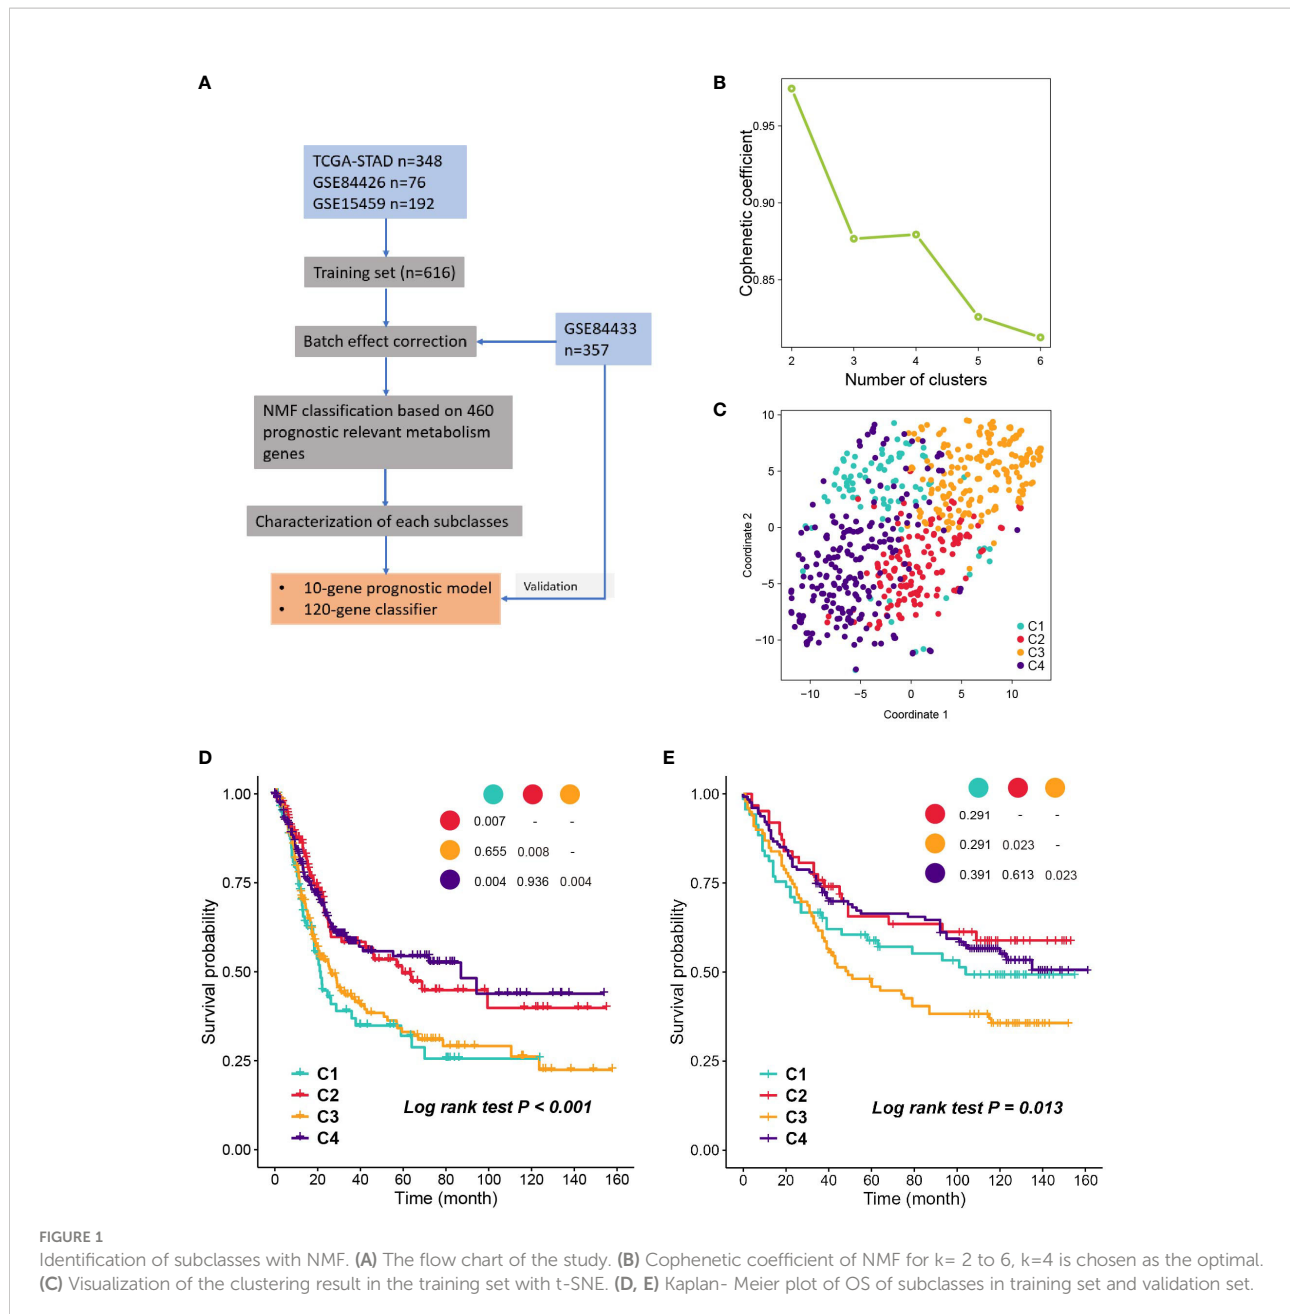 A
TCGA-STAD n=348
GSE84426 n=76
GSE15459 n=192
Training set (n=616)
Batch effect correction
GSE84433
n=357
NMF classification based on 460
prognostic relevant metabolism
genes
Characterization of each subclasses
• 10-gene prognostic model
• 120-gene classifier
Validation
B
Cophenetic coefficient
0.95
0.90
0.85
2 3 4 5 6
Number of clusters
C
Coordinate 2
10
5
0
−5
−10
C1
C2
C3
C4
−10 −5 0 5 10
Coordinate 1
D
Survival probability
1.00
0.75
0.50
0.25
0.00
0.007 - -
0.655 0.008 -
0.004 0.936 0.004
C1
C2
C3
C4
Log rank test P < 0.001
0 20 40 60 80 100 120 140 160
Time (month)
E
Survival probability
1.00
0.75
0.50
0.25
0.00
0.291 - -
0.291 0.023 -
0.391 0.613 0.023
C1
C2
C3
C4
Log rank test P = 0.013
0 20 40 60 80 100 120 140 160
Time (month)
FIGURE 1
Identification of subclasses with NMF. (A) The flow chart of the study. (B) Cophenetic coefficient of NMF for k= 2 to 6, k=4 is chosen as the optimal.
(C) Visualization of the clustering result in the training set with t-SNE. (D, E) Kaplan- Meier plot of OS of subclasses in training set and validation set.